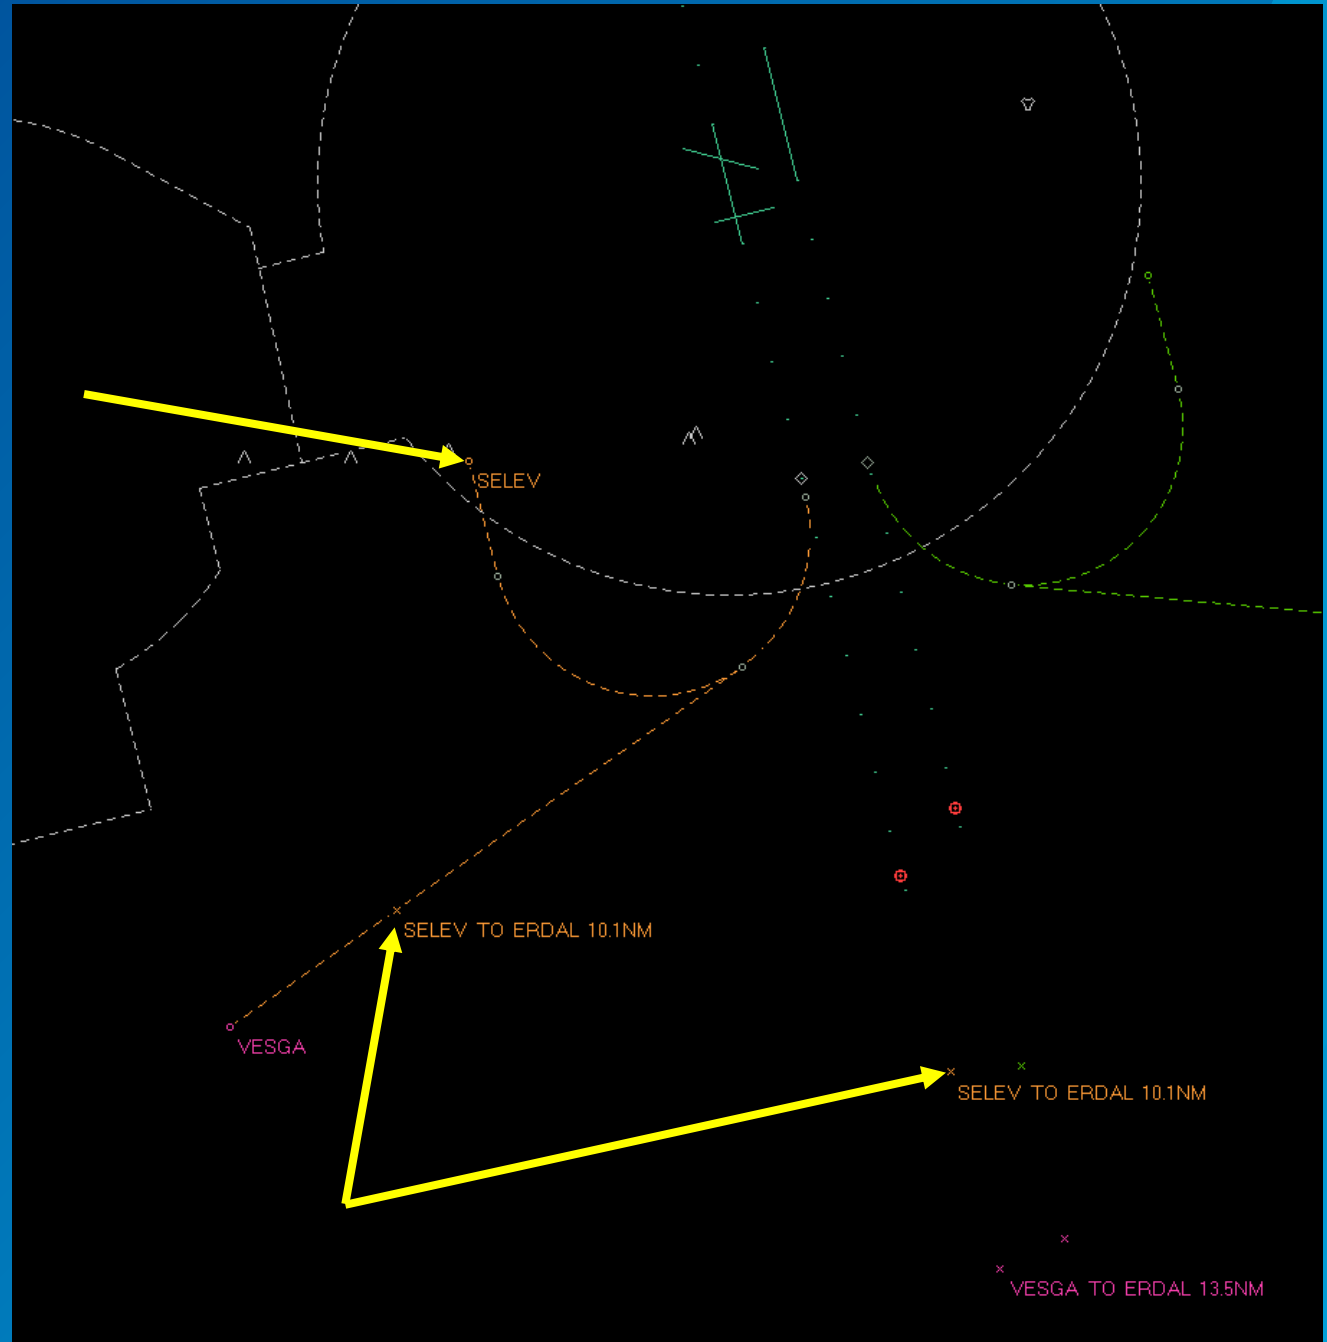 SELEV
SELEV TO ERDAL 10.1NM
VESGA
SELEV TO ERDAL 10.1NM
VESGA TO ERDAL 13.5NM